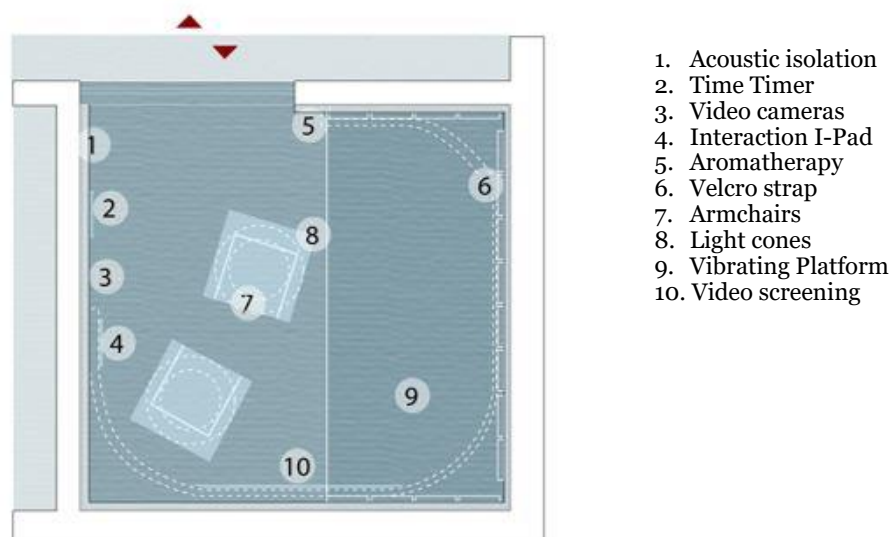 1
2
3
4
5
6
7
8
9
10
1. Acoustic isolation
2. Time Timer
3. Video cameras
4. Interaction I-Pad
5. Aromatherapy
6. Velcro strap
7. Armchairs
8. Light cones
9. Vibrating Platform
10. Video screening